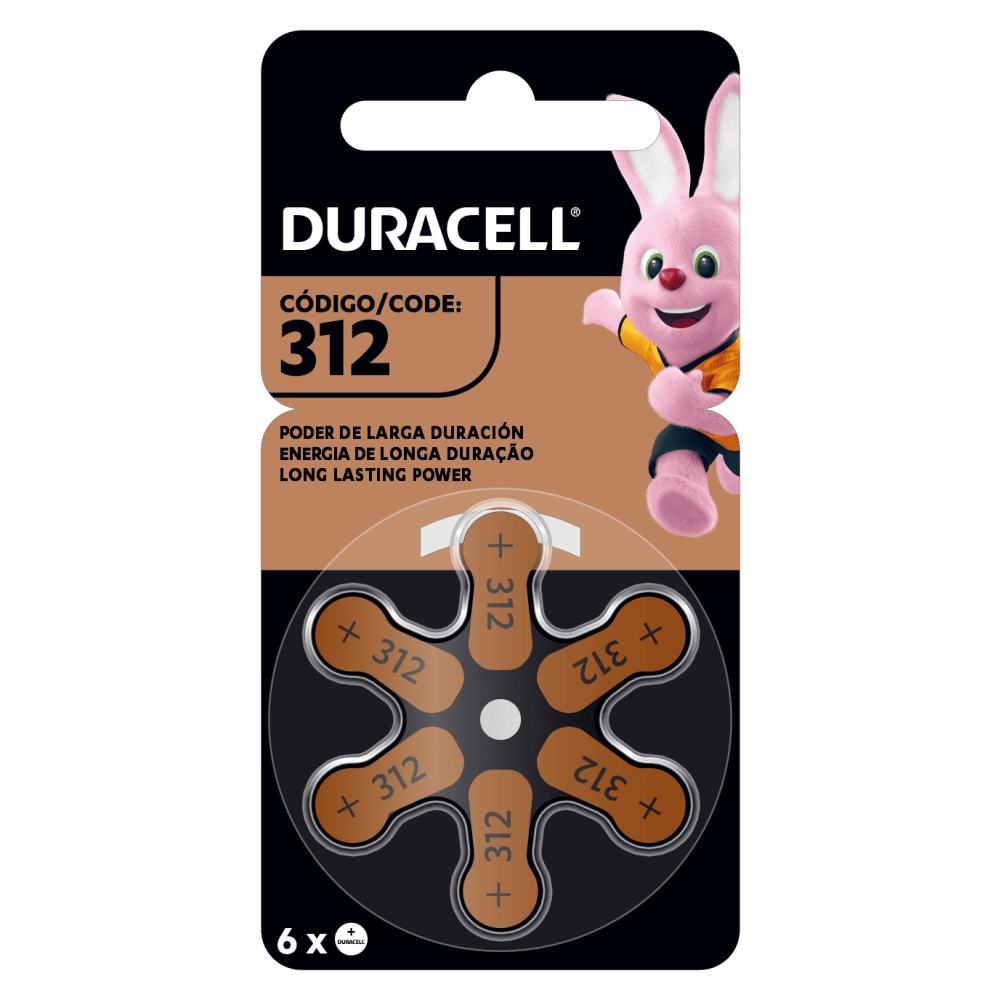 DURACELL®
CÓDIGO/CODE:
312
PODER DE LARGA DURACIÓN
ENERGIA DE LONGA DURAÇÃO
LONG LASTING POWER
+
312
+
312
+
312
312
+
312
+
312
+
6 x
+
DURACELL